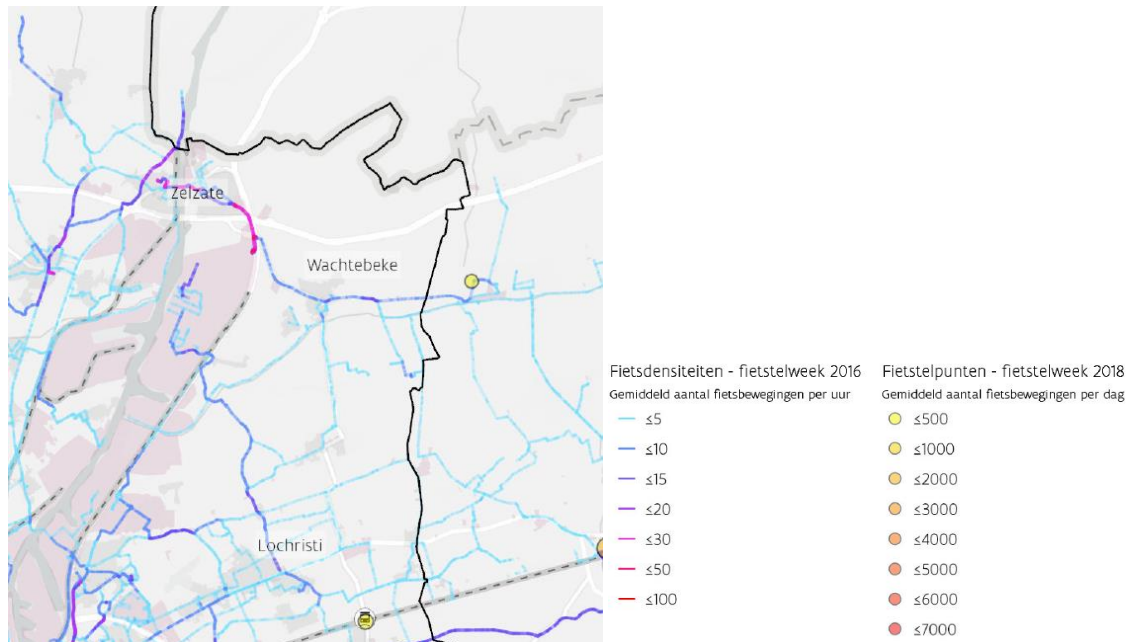 Zelzate
Wachtebeke
Lochristi
Fietsdensiteiten - fietstelweek 2016
Gemiddeld aantal fietsbewegingen per uur
≤5
≤10
≤15
≤20
≤30
≤50
≤100
Fietstelpunten - fietstelweek 2018
Gemiddeld aantal fietsbewegingen per dag
≤500
≤1000
≤2000
≤3000
≤4000
≤5000
≤6000
≤7000